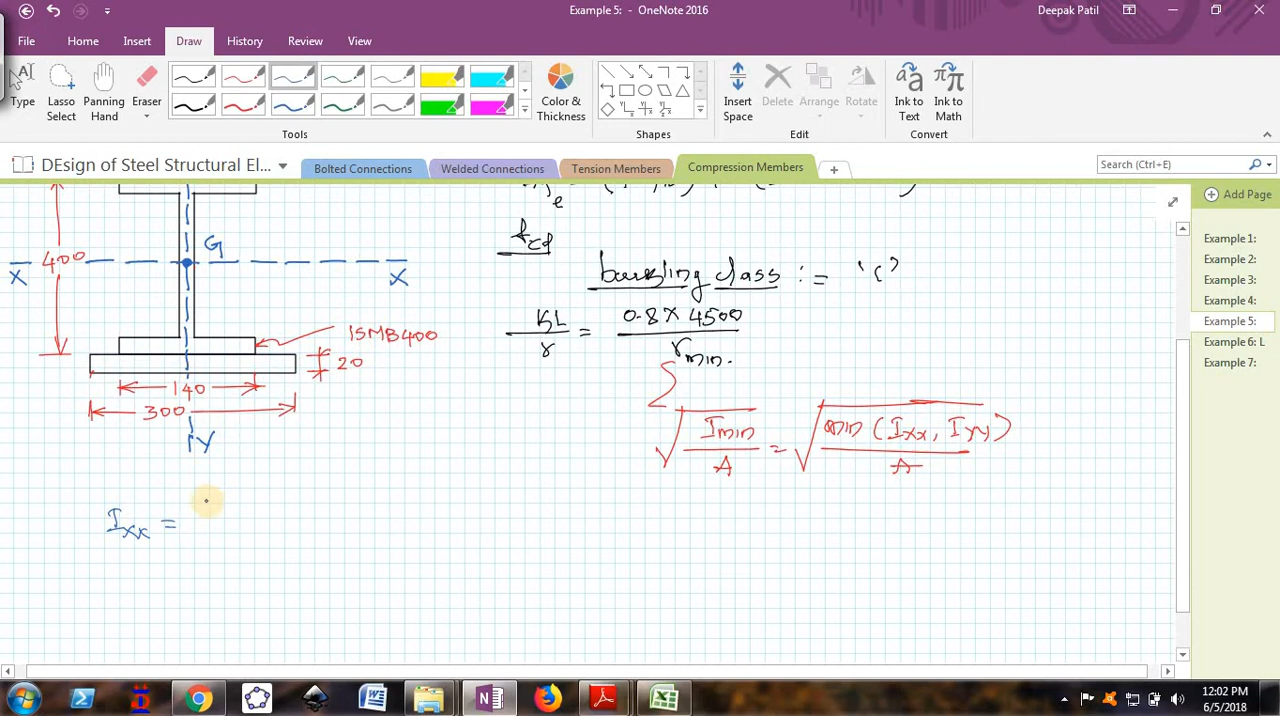 Example 5: - OneNote 2016
Deepak Patil
File Home Insert Draw History Review View
Type
Lasso Select
Panning Hand
Eraser
Color & Thickness
Insert Space
Delete
Arrange
Rotate
Ink to Text
Ink to Math
Tools
Shapes
Edit
Convert
DEsign of Steel Structural El...
Bolted Connections
Welded Connections
Tension Members
Compression Members
Search (Ctrl+E)
Add Page
Example 1:
Example 2:
Example 3:
Example 4:
Example 5:
Example 6: L
Example 7:
G
400
X
X
ISMB400
20
140
300
Y
e
fcd
buckling class := 'c'
KL/r = 0.8 X 4500/rmin.
√(Imin/A) = √(min (Ixx, Iyy)/A)
Ixx =
12:02 PM
6/5/2018